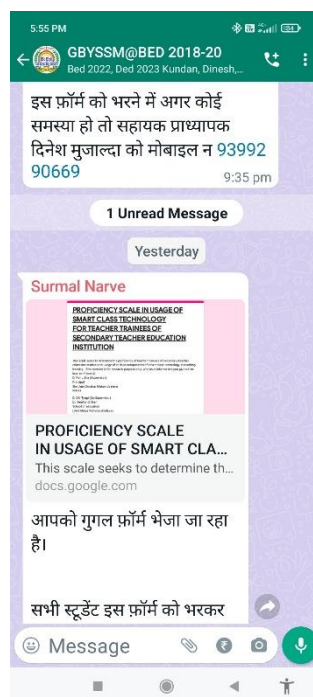 5:55 PM
GBYSSM@BED 2018-20
Bed 2022, Ded 2023 Kundan, Dinesh,...
इस फ़ॉर्म को भरने में अगर कोई
समस्या हो तो सहायक प्राध्यापक
दिनेश मुजाल्दा को मोबाइल न 93992
90669
9:35 pm
1 Unread Message
Yesterday
Surmal Narve
PROFICIENCY SCALE IN USAGE OF
SMART CLASS TECHNOLOGY
FOR TEACHER TRAINEES OF
SECONDARY TEACHER EDUCATION
INSTITUTION
PROFICIENCY SCALE
IN USAGE OF SMART CLA...
This scale seeks to determine th...
docs.google.com
आपको गुगल फ़ॉर्म भेजा जा रहा
है।
सभी स्टूडेंट इस फ़ॉर्म को भरकर
Message